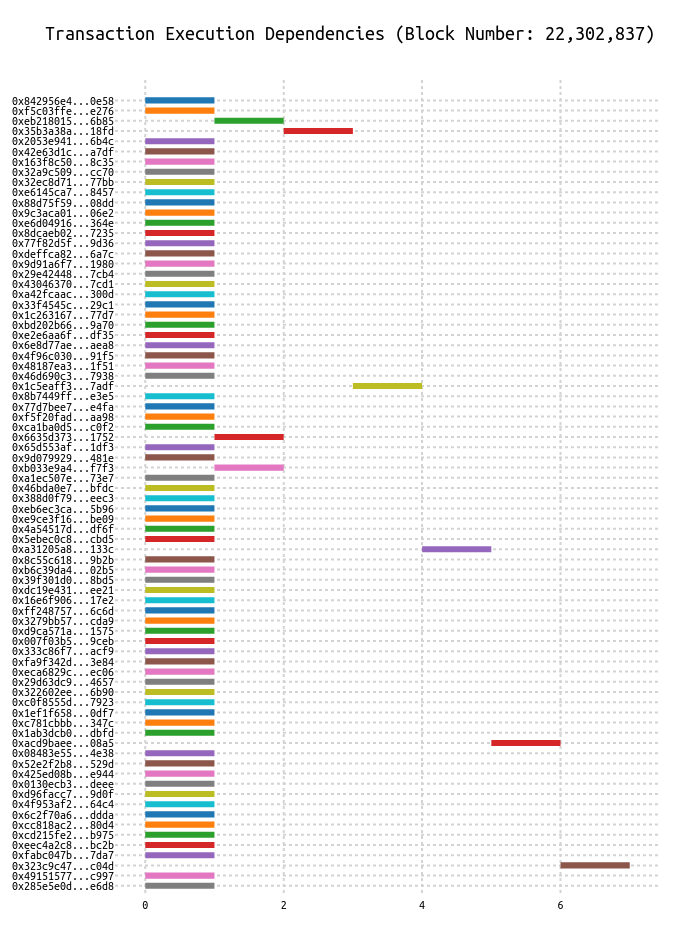 Transaction Execution Dependencies (Block Number: 22,302,837)
0x842956e4...0e58
0xf5c03ffe...e276
0xeb218015...6b85
0x35b3a38a...18fd
0x2053e941...6b4c
0x42e63d1c...a7df
0x163f8c50...8c35
0x32a9c509...cc70
0x32ec8d71...77bb
0xe6145ca7...8457
0x88d75f59...08dd
0x9c3aca01...06e2
0xe6d04916...364e
0x8dcaeb02...7235
0x77f82d5f...9d36
0xdeffca82...6a7c
0x9d91a6f7...1980
0x29e42448...7cb4
0x43046370...7cd1
0xa42fcaac...300d
0x33f4545c...29c1
0x1c263167...77d7
0xbd202b66...9a70
0xe2e6aa6f...df35
0x6e8d77ae...aea8
0x4f96c030...91f5
0x48187ea3...1f51
0x46d690c3...7938
0x1c5eaff3...7adf
0x8b7449ff...e3e5
0x77d7bee7...e4fa
0xf5f20fad...aa98
0xca1ba0d5...c0f2
0x6635d373...1752
0x65d553af...1df3
0x9d079929...481e
0xb033e9a4...f7f3
0xa1ec507e...73e7
0x46bda0e7...bfdc
0x388d0f79...eec3
0xeb6ec3ca...5b96
0xe9ce3f16...be09
0x4a54517d...df6f
0x5ebec0c8...cbd5
0xa31205a8...133c
0x8c55c618...9b2b
0xb6c39da4...02b5
0x39f301d0...8bd5
0xdc19e431...ee21
0x16e6f906...17e2
0xff248757...6c6d
0x3279bb57...cda9
0xd9ca571a...1575
0x007f03b5...9ceb
0x333c86f7...acf9
0xfa9f342d...3e84
0xeca6829c...ec06
0x29d63dc9...4657
0x322602ee...6b90
0xc0f8555d...7923
0x1ef1f658...0df7
0xc781cbbb...347c
0x1ab3dcb0...dbfd
0xacd9baee...08a5
0x08483e55...4e38
0x52e2f2b8...529d
0x425ed08b...e944
0x0130ecb3...deee
0xd96facc7...9d0f
0x4f953af2...64c4
0x6c2f70a6...ddda
0xcc818ac2...80d4
0xcd215fe2...b975
0xeec4a2c8...bc2b
0xfabc047b...7da7
0x323c9c47...c04d
0x49151577...c997
0x285e5e0d...e6d8
0 2 4 6